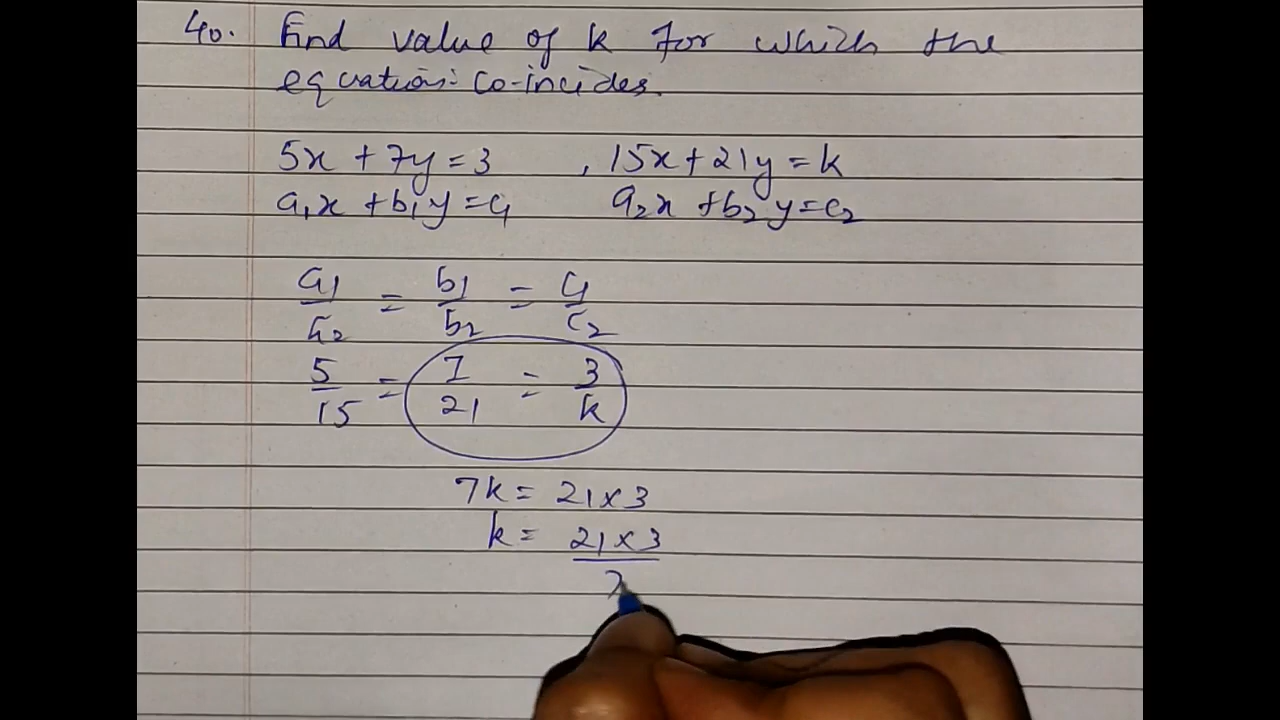 40. Find value of k for which the
equation: co-incides.
5x + 7y = 3 , 15x + 21y = k
a₁x + b₁y = c₁ a₂x + b₂y = c₂
a₁/a₂ = b₁/b₂ = c₁/c₂
5/15 = 7/21 = 3/k
7k = 21 x 3
k = 21 x 3 / 7